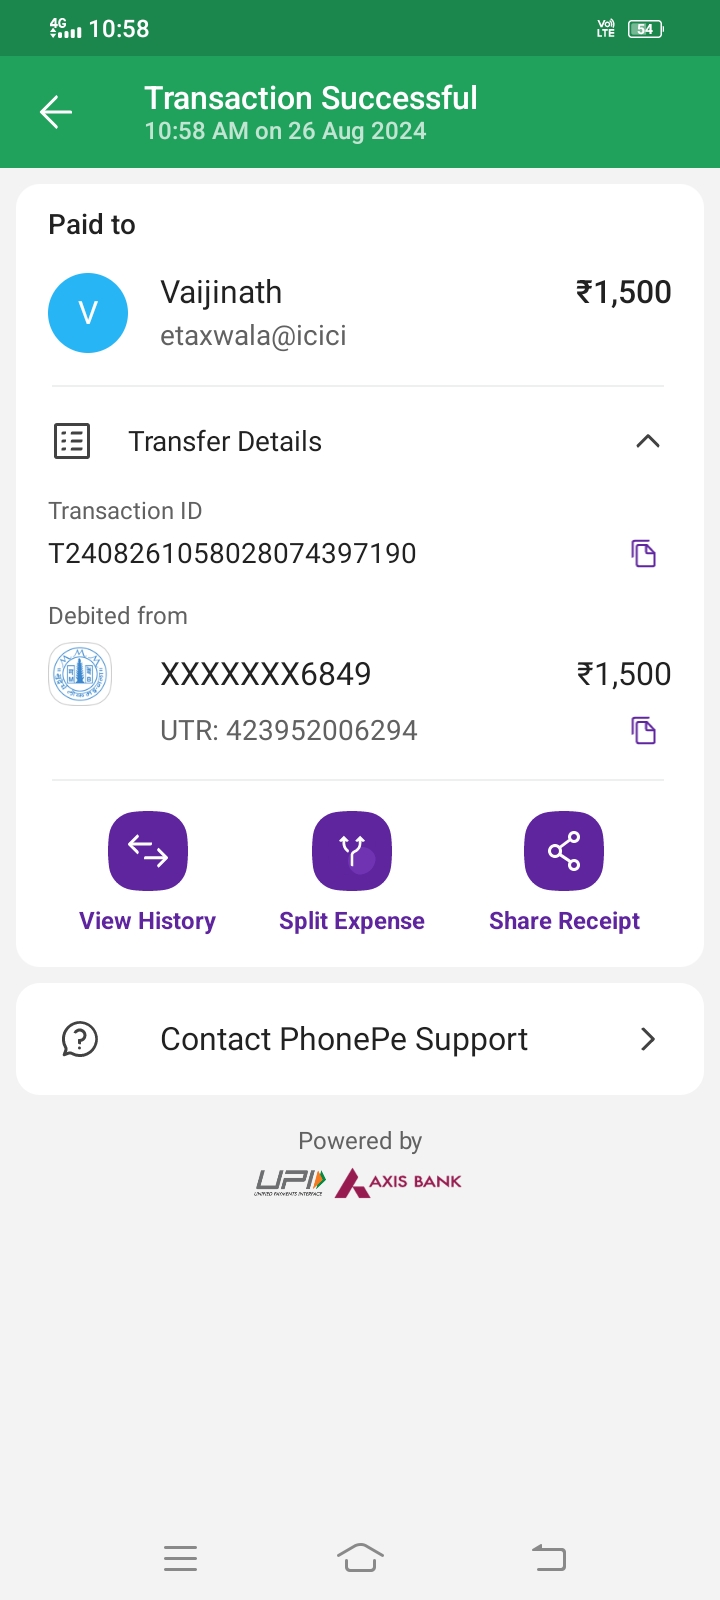 4G 10:58 Vo) LTE 54
Transaction Successful
10:58 AM on 26 Aug 2024
Paid to
V Vaijinath ₹1,500
etaxwala@icici
Transfer Details
Transaction ID
T2408261058028074397190
Debited from
XXXXXXX6849 ₹1,500
UTR: 423952006294
View History Split Expense Share Receipt
Contact PhonePe Support
Powered by
UPI AXIS BANK
UNIFIED PAYMENTS INTERFACE